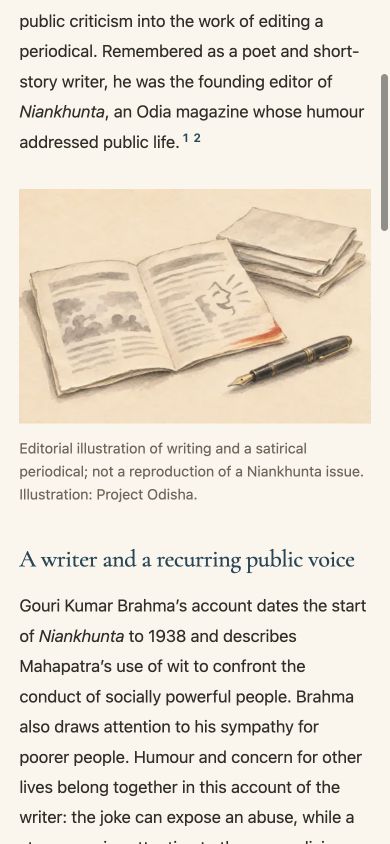 public criticism into the work of editing a
periodical. Remembered as a poet and short-
story writer, he was the founding editor of
Niankhunta, an Odia magazine whose humour
addressed public life. 1 2
Editorial illustration of writing and a satirical
periodical; not a reproduction of a Niankhunta issue.
Illustration: Project Odisha.
A writer and a recurring public voice
Gouri Kumar Brahma’s account dates the start
of Niankhunta to 1938 and describes
Mahapatra’s use of wit to confront the
conduct of socially powerful people. Brahma
also draws attention to his sympathy for
poorer people. Humour and concern for other
lives belong together in this account of the
writer: the joke can expose an abuse, while a